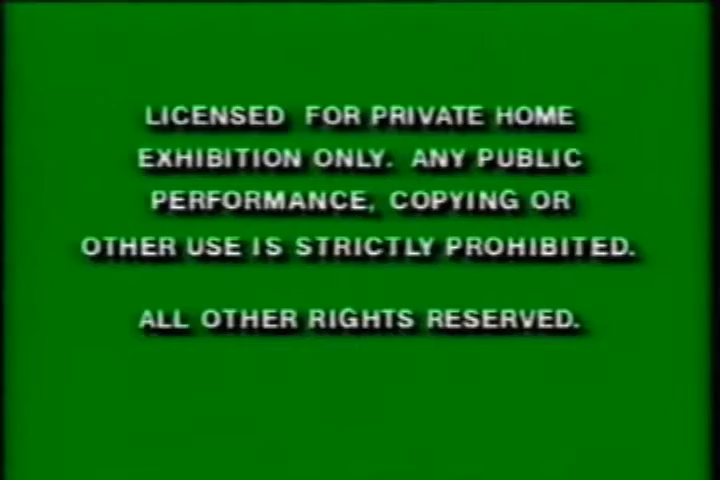 LICENSED FOR PRIVATE HOME
EXHIBITION ONLY. ANY PUBLIC
PERFORMANCE, COPYING OR
OTHER USE IS STRICTLY PROHIBITED.
ALL OTHER RIGHTS RESERVED.